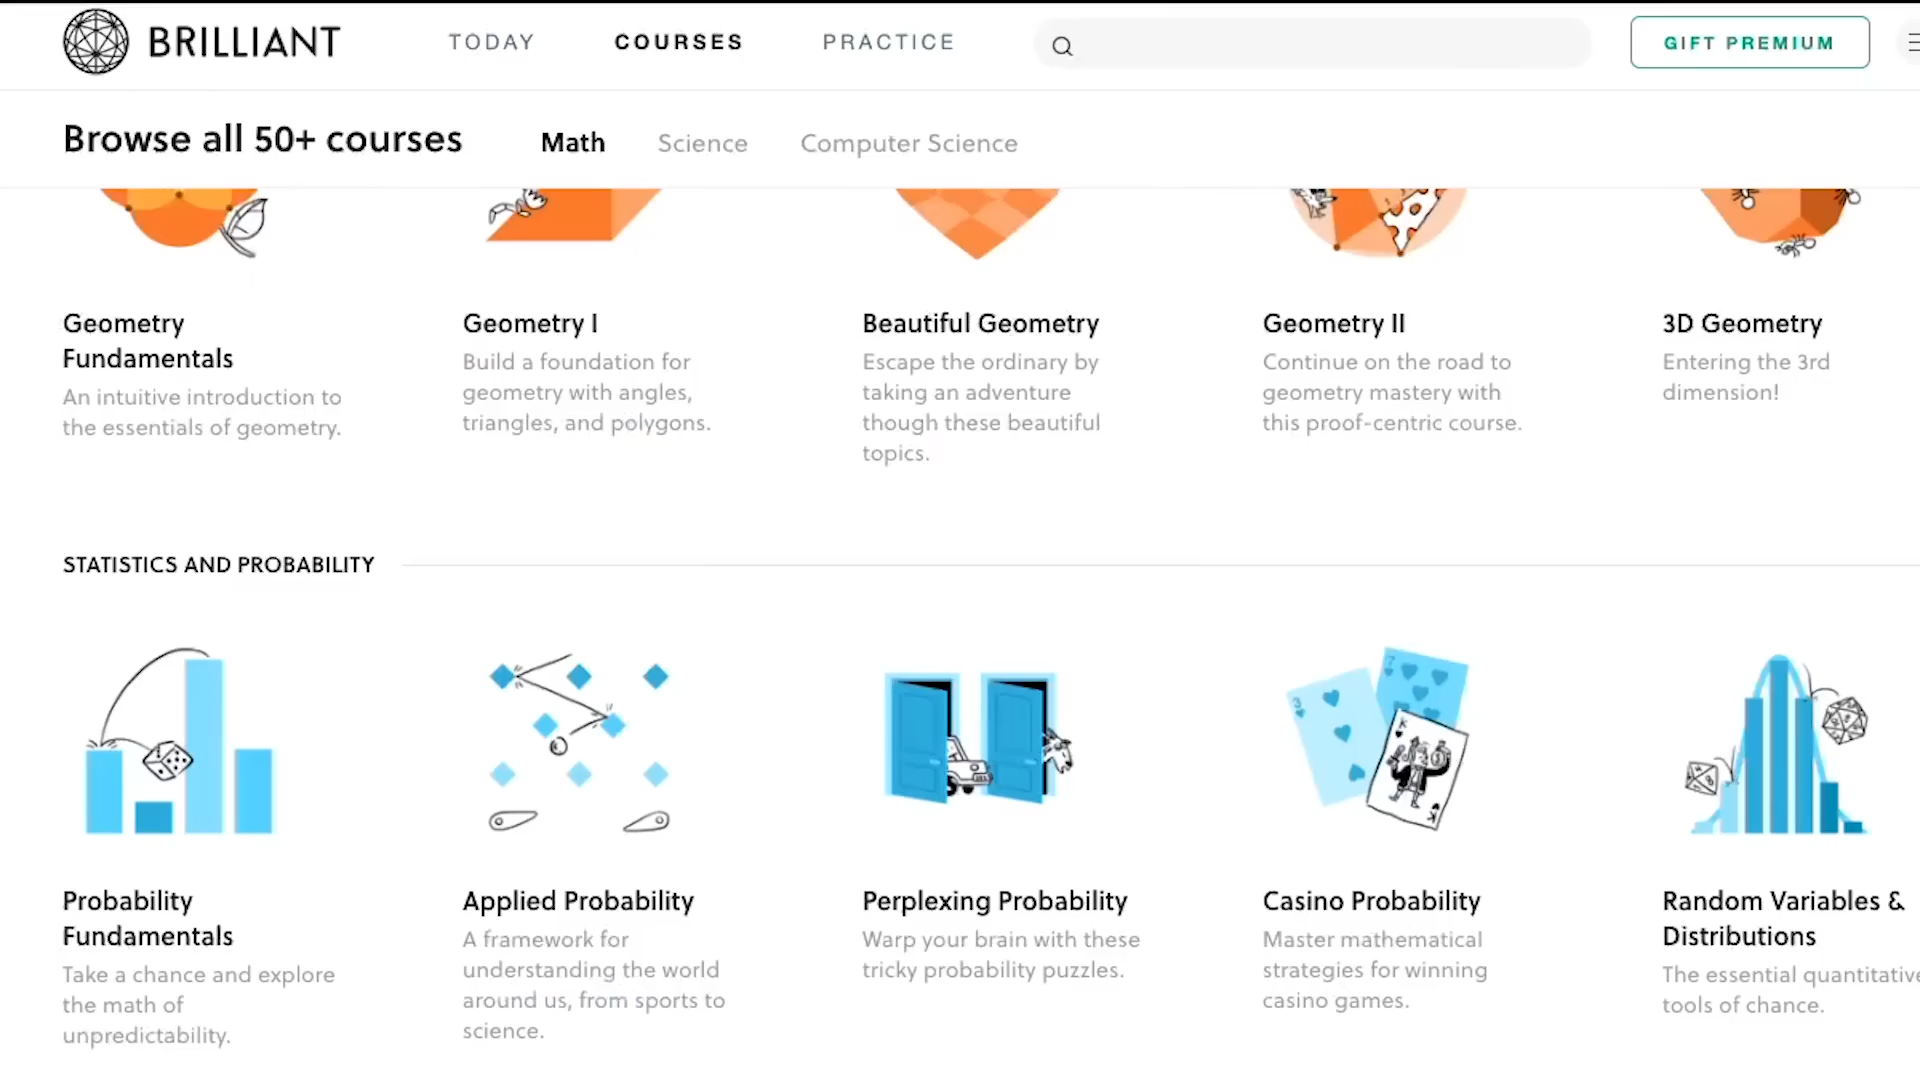 BRILLIANT TODAY COURSES PRACTICE GIFT PREMIUM
Browse all 50+ courses Math Science Computer Science
Geometry
Fundamentals
An intuitive introduction to
the essentials of geometry.
Geometry I
Build a foundation for
geometry with angles,
triangles, and polygons.
Beautiful Geometry
Escape the ordinary by
taking an adventure
though these beautiful
topics.
Geometry II
Continue on the road to
geometry mastery with
this proof-centric course.
3D Geometry
Entering the 3rd
dimension!
STATISTICS AND PROBABILITY
3
7
K
K
Probability
Fundamentals
Take a chance and explore
the math of
unpredictability.
Applied Probability
A framework for
understanding the world
around us, from sports to
science.
Perplexing Probability
Warp your brain with these
tricky probability puzzles.
Casino Probability
Master mathematical
strategies for winning
casino games.
Random Variables &
Distributions
The essential quantitative
tools of chance.